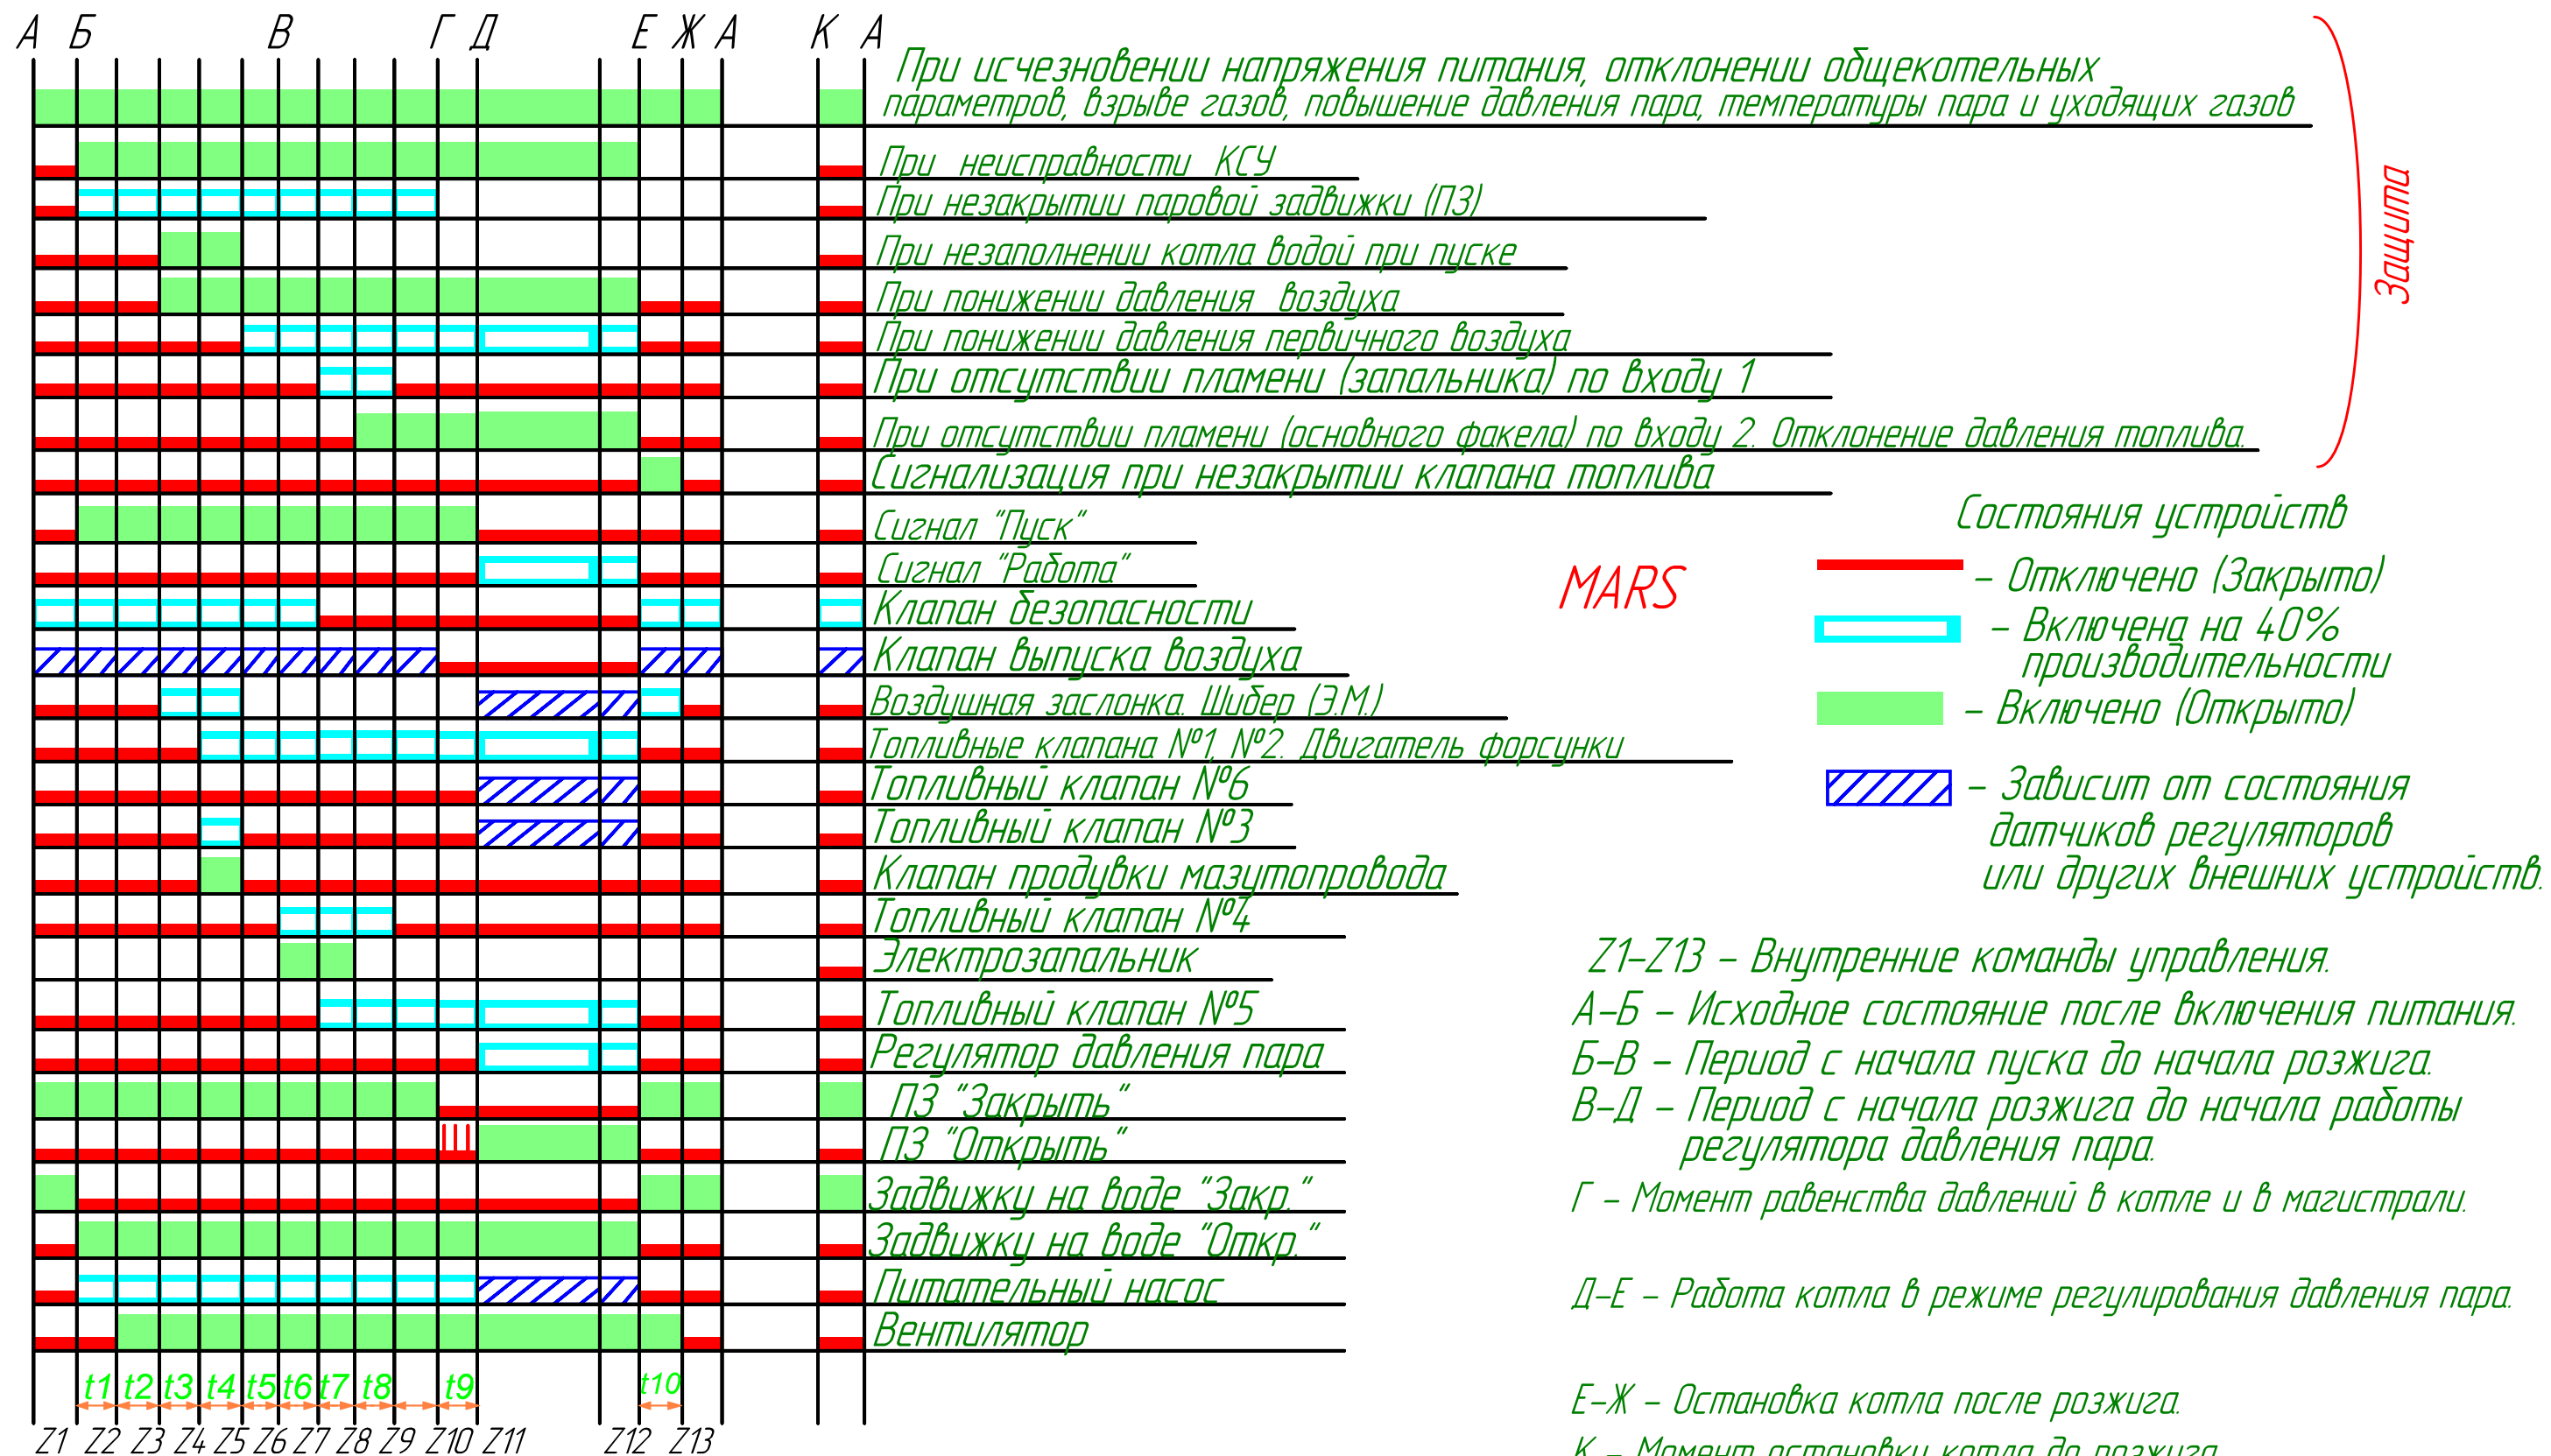 А Б В Г Д Е Ж А К А
При исчезновении напряжения питания, отклонении общекотельных
параметров, взрыве газов, повышение давления пара, температуры пара и уходящих газов
При неисправности КСУ
При незакрытии паровой задвижки (ПЗ)
При незаполнении котла водой при пуске
При понижении давления воздуха
При понижении давления первичного воздуха
При отсутствии пламени (запальника) по входу 1
При отсутствии пламени (основного факела) по входу 2. Отклонение давления топлива.
Защита
Сигнализация при незакрытии клапана топлива
Сигнал "Пуск"
Сигнал "Работа"
Клапан безопасности
Клапан выпуска воздуха
Воздушная заслонка. Шибер (Э.М.)
Топливные клапана №1, №2. Двигатель форсунки
Топливный клапан №6
Топливный клапан №3
Клапан продувки мазутопровода
Топливный клапан №4
Электрозапальник
Топливный клапан №5
Регулятор давления пара
ПЗ "Закрыть"
ПЗ "Открыть"
Задвижку на воде "Закр."
Задвижку на воде "Откр."
Питательный насос
Вентилятор
t1 t2 t3 t4 t5 t6 t7 t8 t9 t10
Z1 Z2 Z3 Z4 Z5 Z6 Z7 Z8 Z9 Z10 Z11 Z12 Z13
MARS
Состояния устройств
- Отключено (Закрыто)
- Включена на 40%
производительности
- Включено (Открыто)
- Зависит от состояния
датчиков регуляторов
или других внешних устройств.
Z1-Z13 - Внутренние команды управления.
А-Б - Исходное состояние после включения питания.
Б-В - Период с начала пуска до начала розжига.
В-Д - Период с начала розжига до начала работы
регулятора давления пара.
Г - Момент равенства давлений в котле и в магистрали.
Д-Е - Работа котла в режиме регулирования давления пара.
Е-Ж - Остановка котла после розжига.
К - Момент остановки котла до розжига.